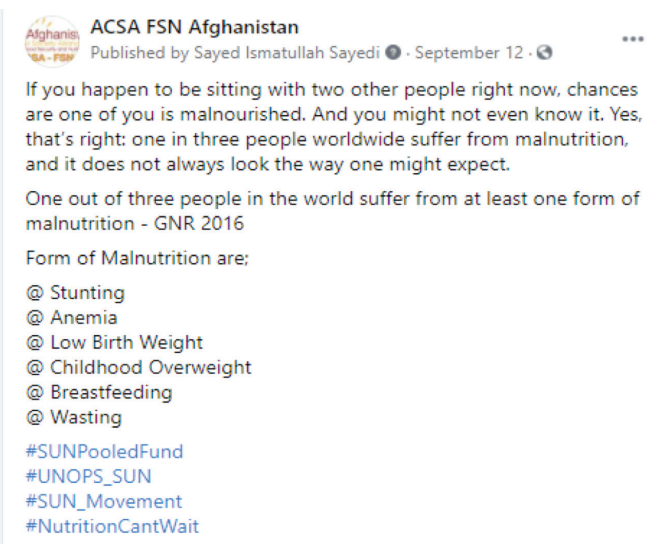 Afghanis
GA - FSN
ACSA FSN Afghanistan
Published by Sayed Ismatullah Sayedi · September 12 ·
If you happen to be sitting with two other people right now, chances
are one of you is malnourished. And you might not even know it. Yes,
that's right: one in three people worldwide suffer from malnutrition,
and it does not always look the way one might expect.
One out of three people in the world suffer from at least one form of
malnutrition - GNR 2016
Form of Malnutrition are;
@ Stunting
@ Anemia
@ Low Birth Weight
@ Childhood Overweight
@ Breastfeeding
@ Wasting
#SUNPooledFund
#UNOPS_SUN
#SUN_Movement
#NutritionCantWait